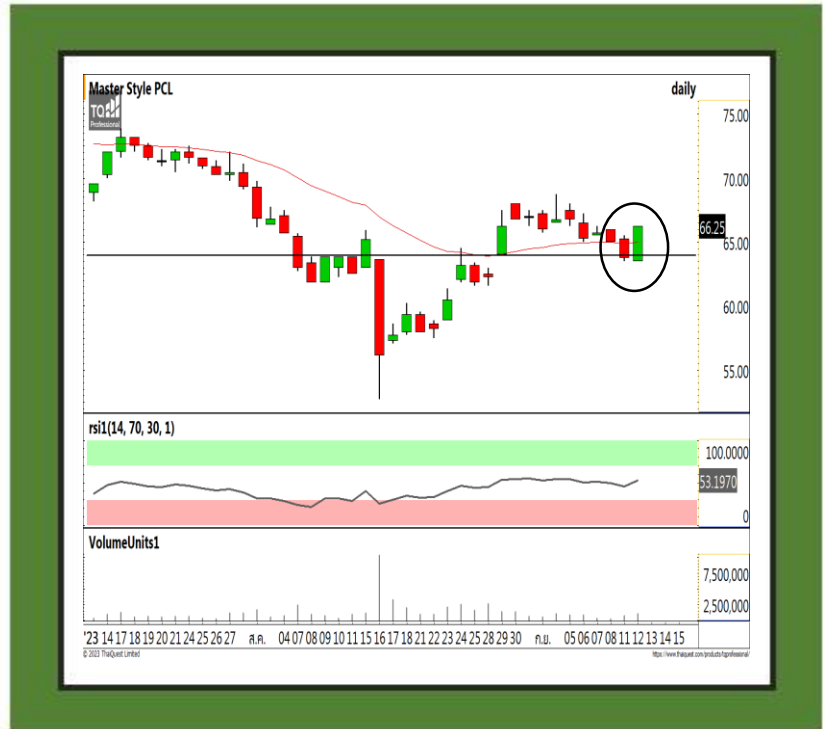 Master Style PCL
daily
TQ
Professional
75.00
70.00
66.25
65.00
60.00
55.00
rsi1(14, 70, 30, 1)
100.0000
53.1970
0
VolumeUnits1
7,500,000
2,500,000
'23 14 17 18 19 20 21 24 25 26 27 ส.ค. 04 07 08 09 10 11 15 16 17 18 21 22 23 24 25 28 29 30 ก.ย. 05 06 07 08 11 12 13 14 15
© 2023 ThaiQuest Limited
https://www.thaiquest.com/products/tqprofessional/